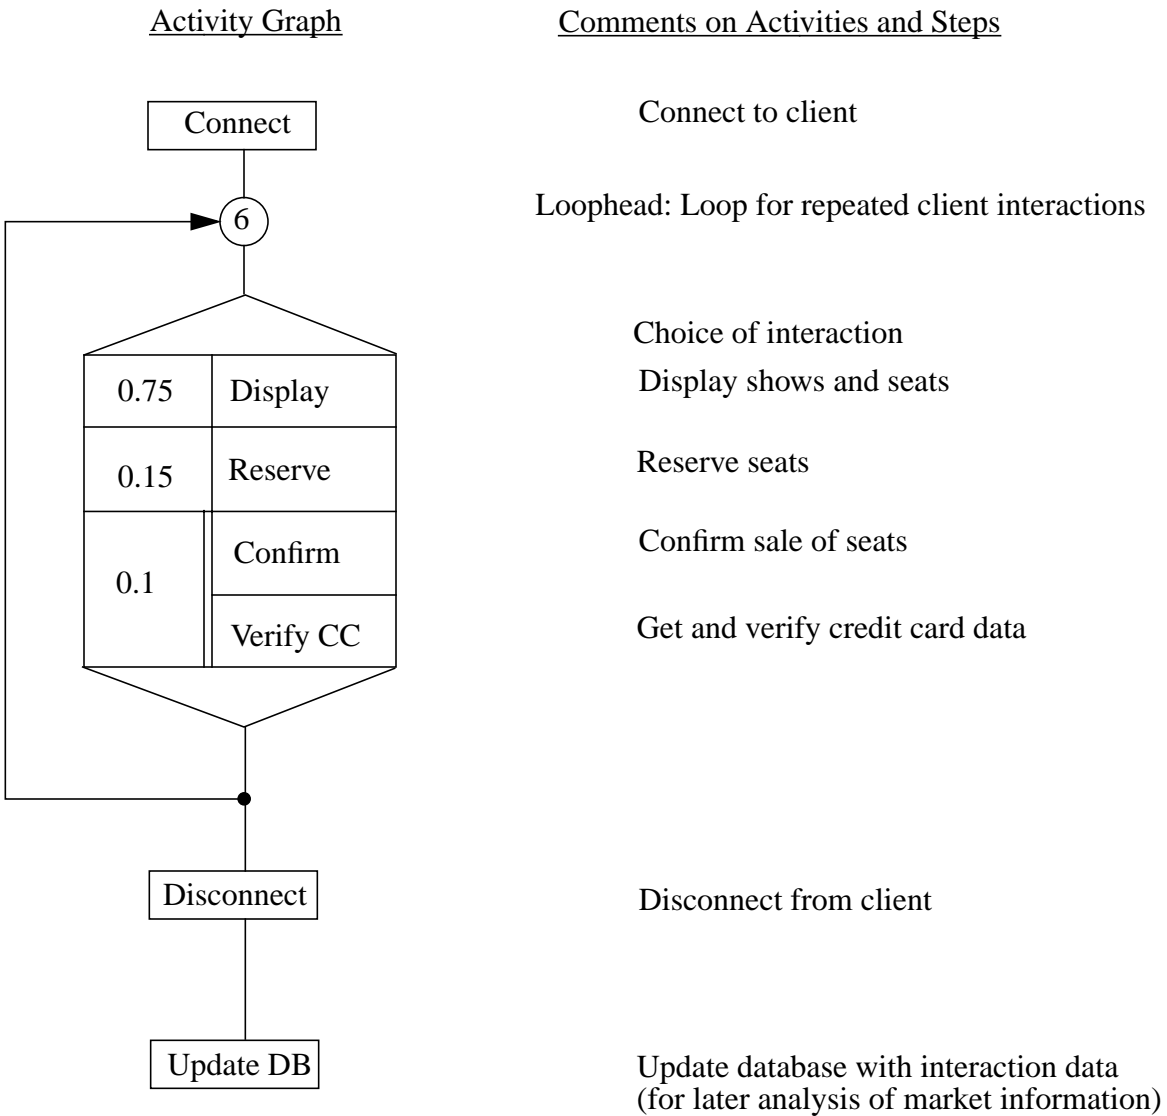 Activity Graph
Comments on Activities and Steps
Connect
Connect to client
6
Loophead: Loop for repeated client interactions
Choice of interaction
0.75
Display
Display shows and seats
0.15
Reserve
Reserve seats
0.1
Confirm
Confirm sale of seats
Verify CC
Get and verify credit card data
Disconnect
Disconnect from client
Update DB
Update database with interaction data
(for later analysis of market information)